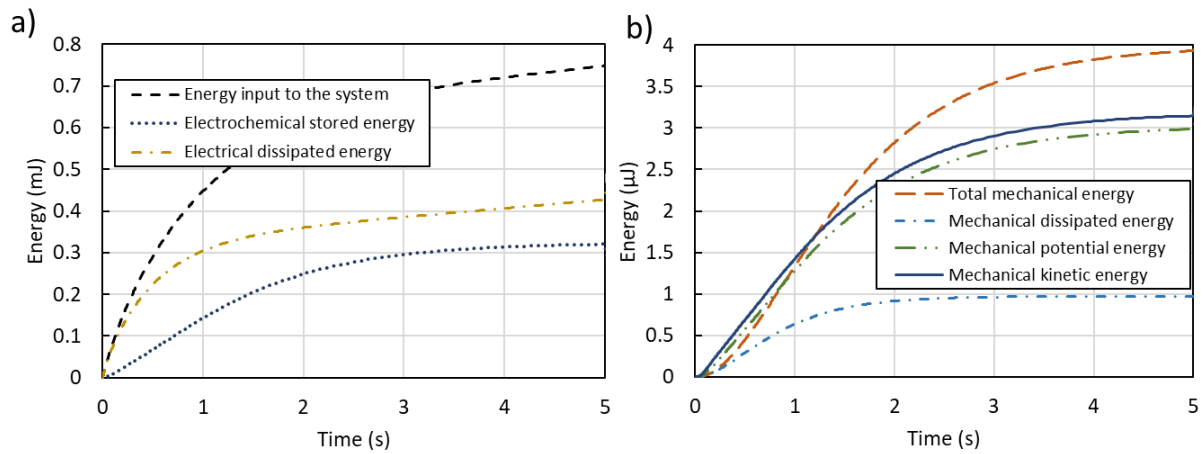 a)
0.8
0.7
0.6
0.5
0.4
0.3
0.2
0.1
0
Energy (mJ)
Energy input to the system
Electrochemical stored energy
Electrical dissipated energy
0 1 2 3 4 5
Time (s)
b)
4
3.5
3
2.5
2
1.5
1
0.5
0
Energy (µJ)
Total mechanical energy
Mechanical dissipated energy
Mechanical potential energy
Mechanical kinetic energy
0 1 2 3 4 5
Time (s)